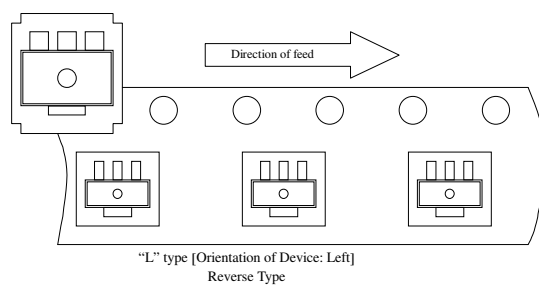 Direction of feed
“L” type [Orientation of Device: Left]
Reverse Type